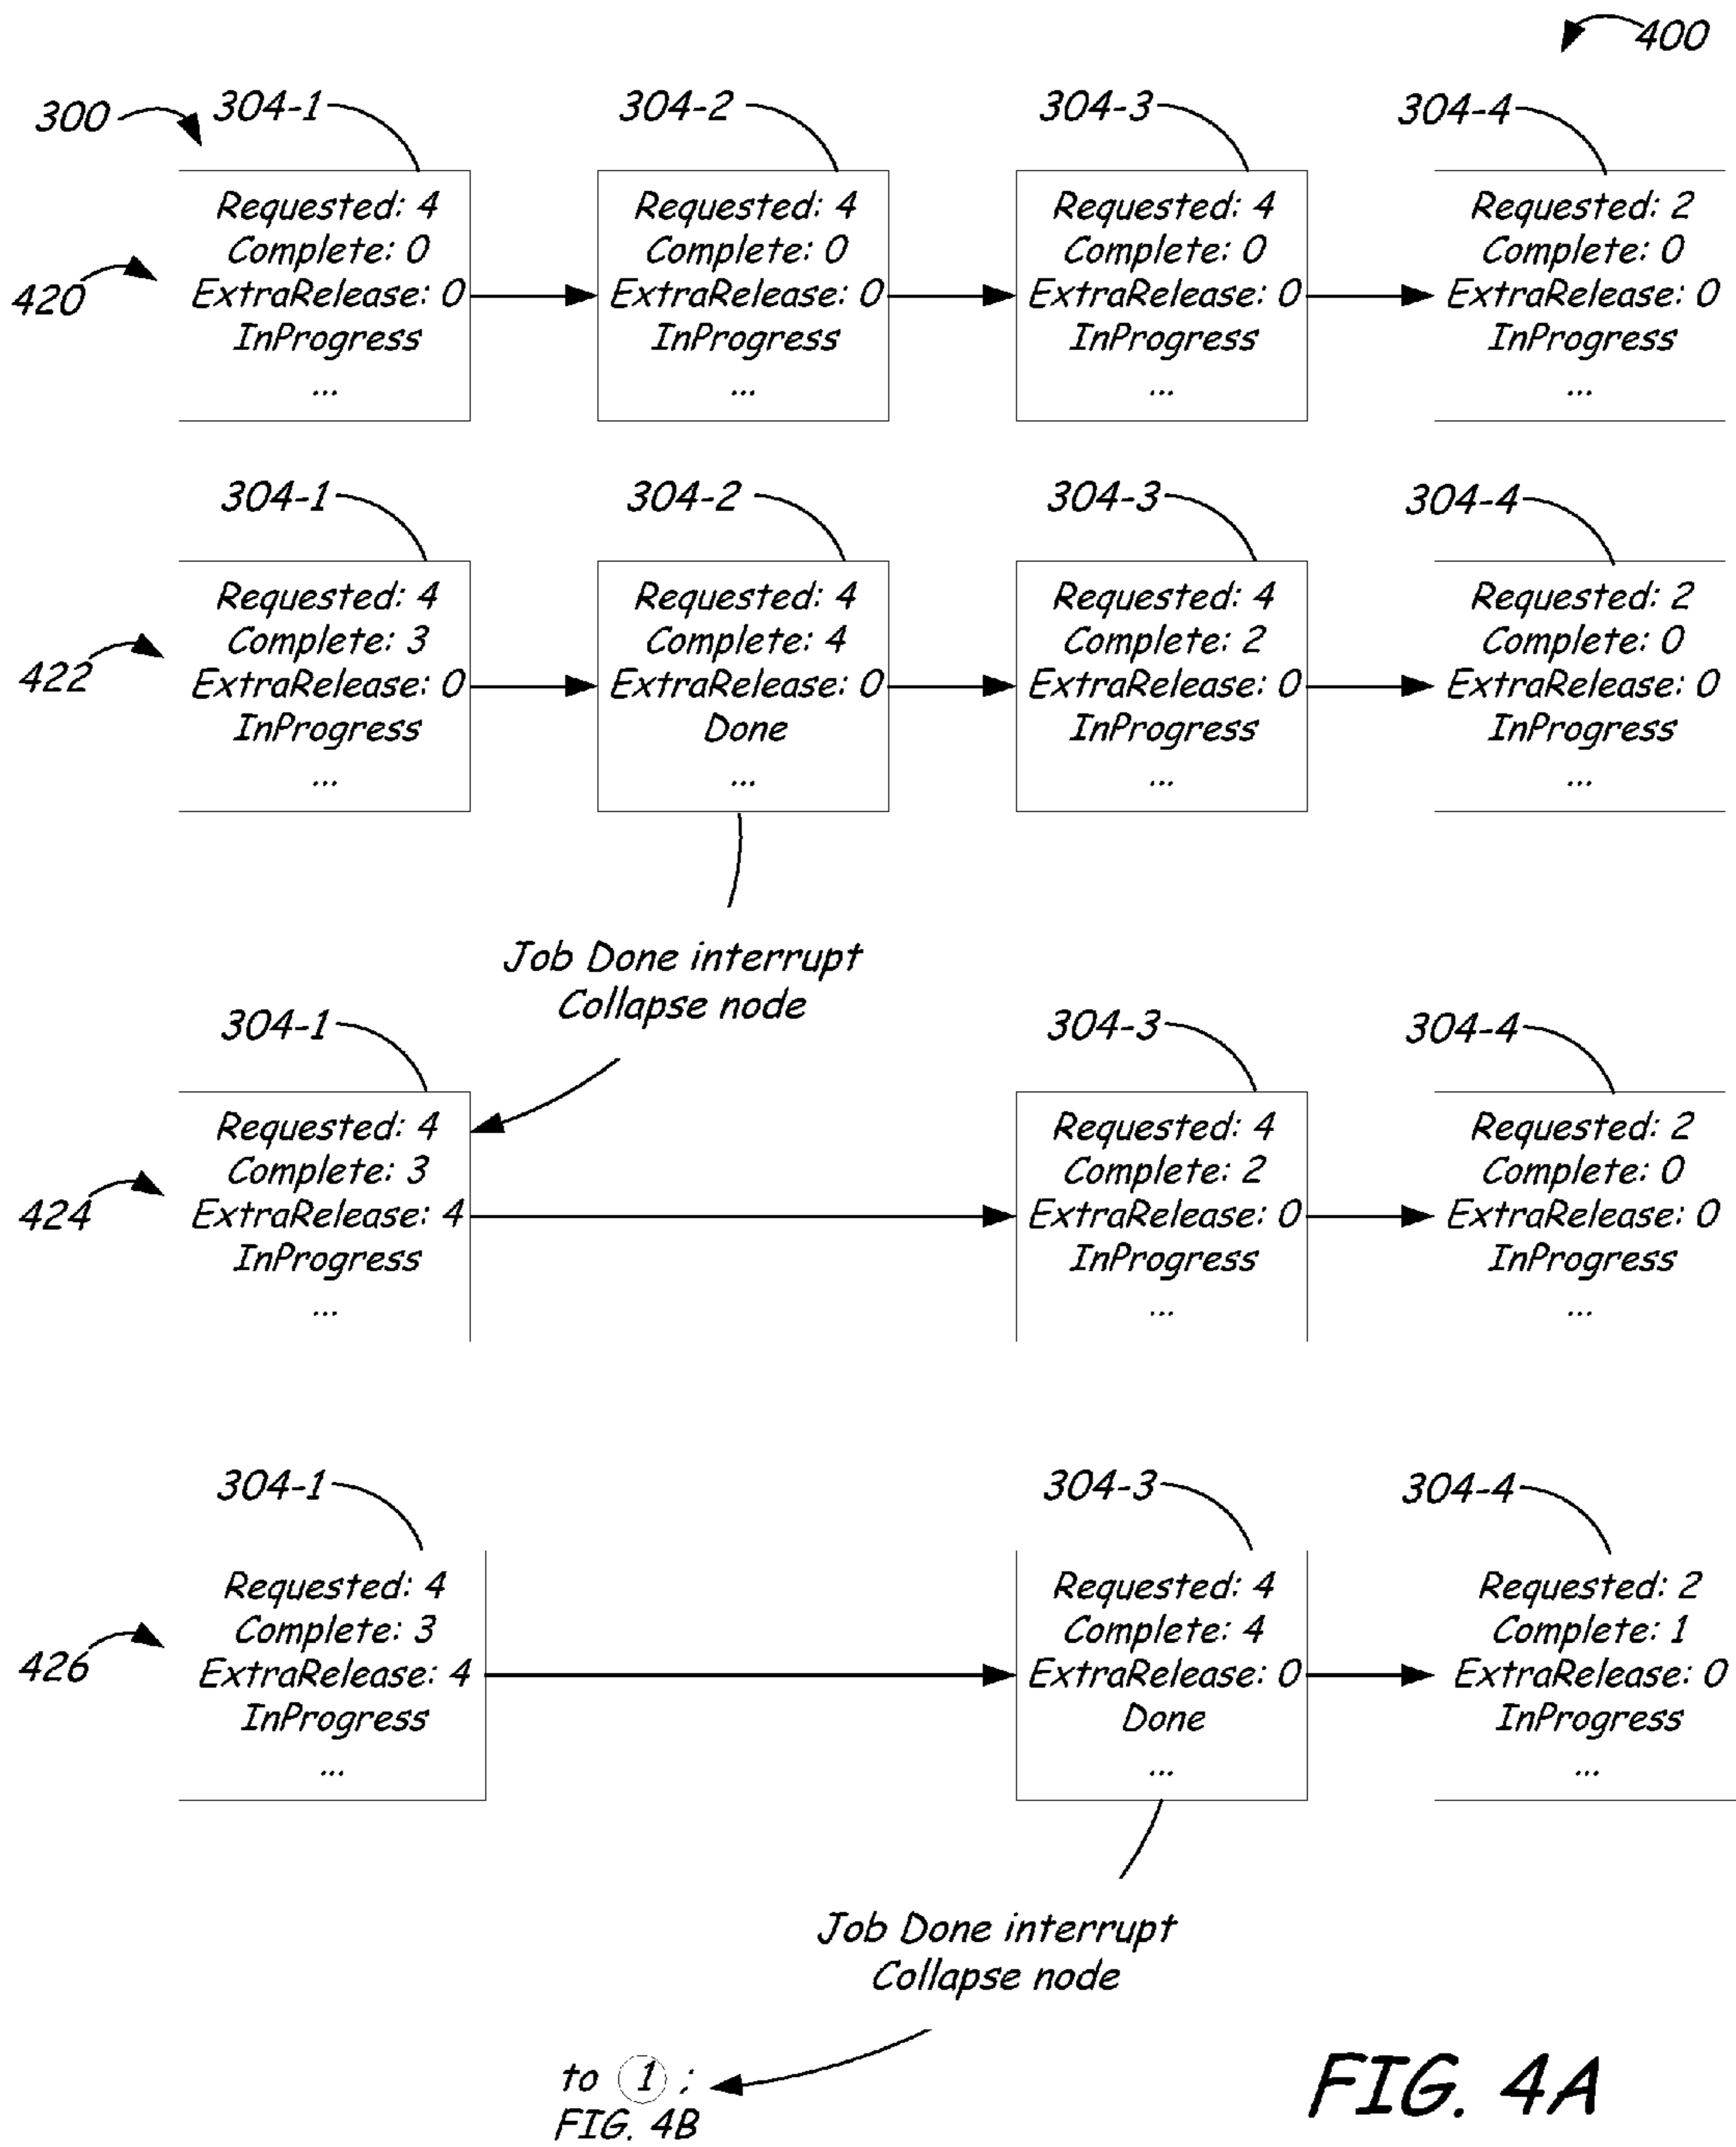 400
300
304-1
304-2
304-3
304-4
420
Requested: 4
Complete: 0
ExtraRelease: 0
InProgress
...
Requested: 4
Complete: 0
ExtraRelease: 0
InProgress
...
Requested: 4
Complete: 0
ExtraRelease: 0
InProgress
...
Requested: 2
Complete: 0
ExtraRelease: 0
InProgress
...
304-1
304-2
304-3
304-4
422
Requested: 4
Complete: 3
ExtraRelease: 0
InProgress
...
Requested: 4
Complete: 4
ExtraRelease: 0
Done
...
Requested: 4
Complete: 2
ExtraRelease: 0
InProgress
...
Requested: 2
Complete: 0
ExtraRelease: 0
InProgress
...
Job Done interrupt
Collapse node
304-1
304-3
304-4
424
Requested: 4
Complete: 3
ExtraRelease: 4
InProgress
...
Requested: 4
Complete: 2
ExtraRelease: 0
InProgress
...
Requested: 2
Complete: 0
ExtraRelease: 0
InProgress
...
304-1
304-3
304-4
426
Requested: 4
Complete: 3
ExtraRelease: 4
InProgress
...
Requested: 4
Complete: 4
ExtraRelease: 0
Done
...
Requested: 2
Complete: 1
ExtraRelease: 0
InProgress
...
Job Done interrupt
Collapse node
to 1 ;
FIG. 4B
FIG. 4A